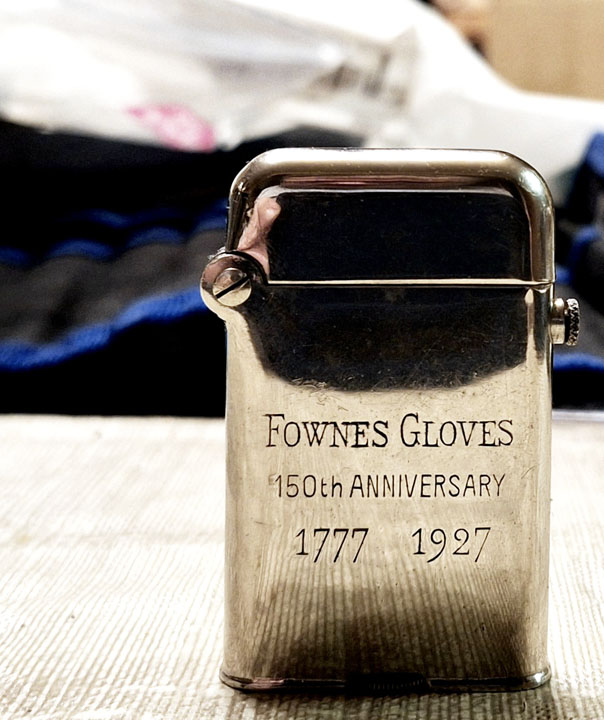 FOWNES GLOVES
150th ANNIVERSARY
1777 1927